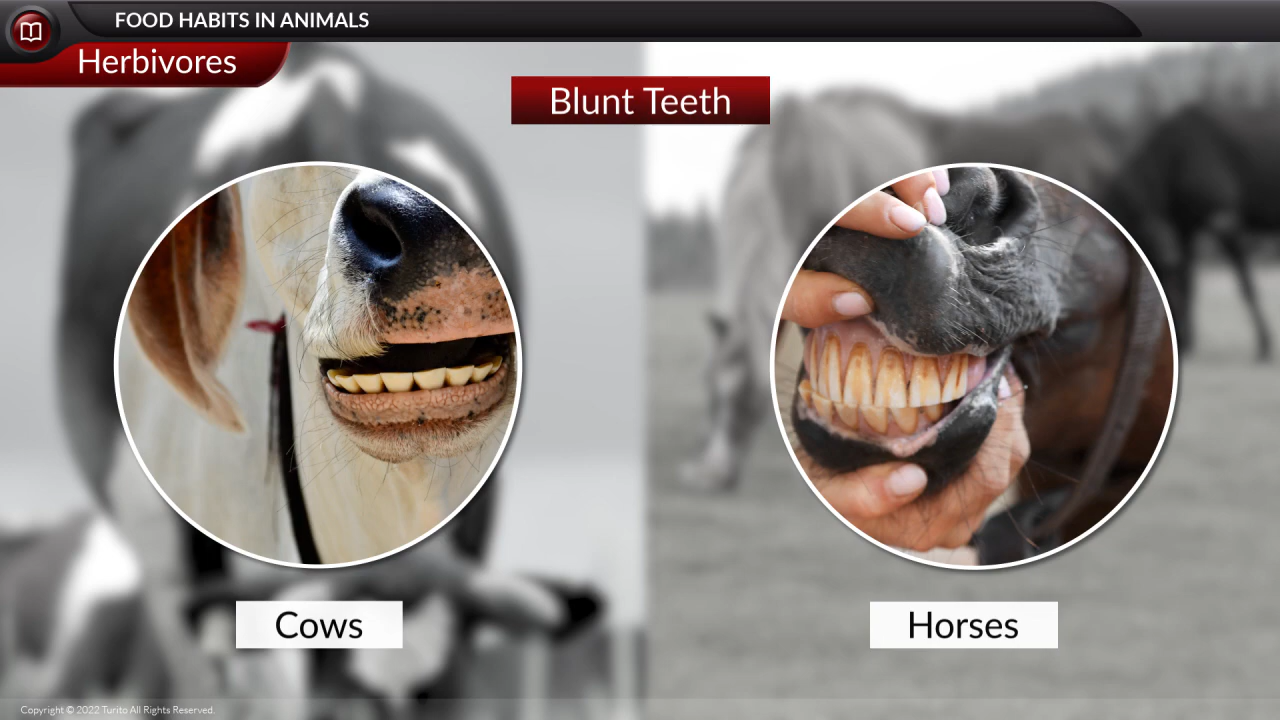 FOOD HABITS IN ANIMALS
Herbivores
Blunt Teeth
Cows
Horses
Copyright © 2022 Turito All Rights Reserved.